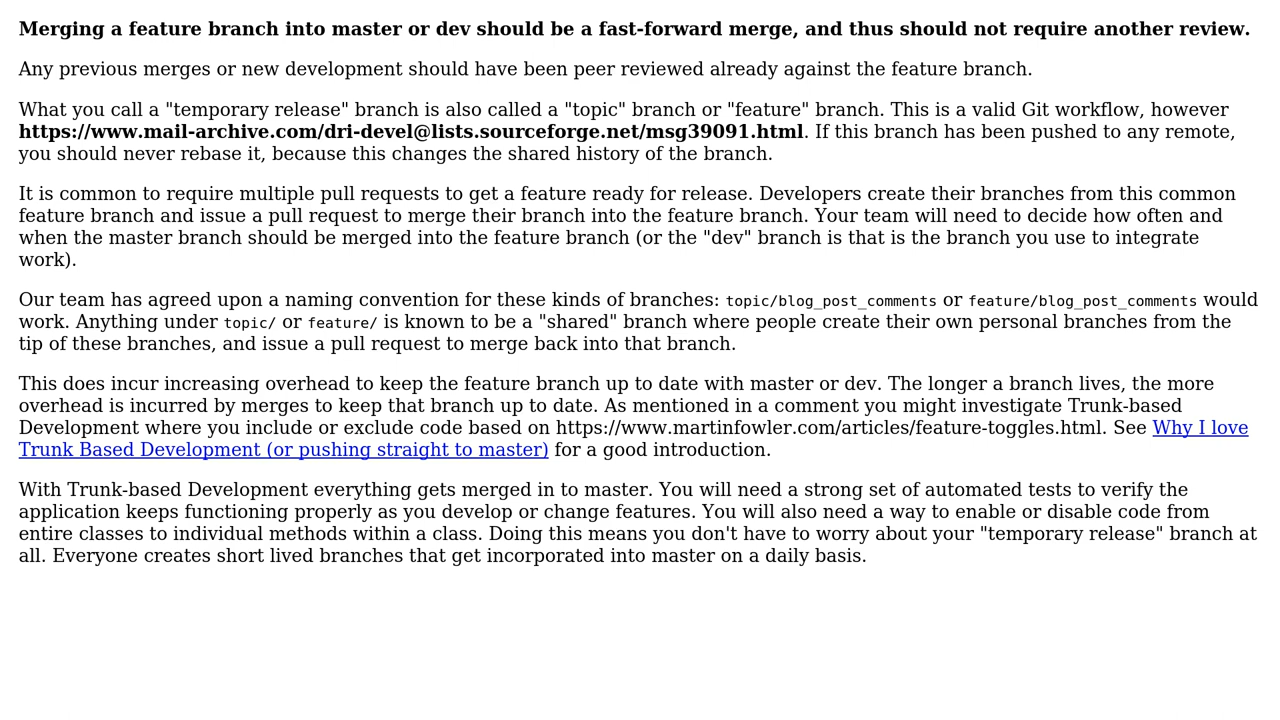 Merging a feature branch into master or dev should be a fast-forward merge, and thus should not require another review.
Any previous merges or new development should have been peer reviewed already against the feature branch.
What you call a "temporary release" branch is also called a "topic" branch or "feature" branch. This is a valid Git workflow, however
https://www.mail-archive.com/dri-devel@lists.sourceforge.net/msg39091.html. If this branch has been pushed to any remote,
you should never rebase it, because this changes the shared history of the branch.
It is common to require multiple pull requests to get a feature ready for release. Developers create their branches from this common
feature branch and issue a pull request to merge their branch into the feature branch. Your team will need to decide how often and
when the master branch should be merged into the feature branch (or the "dev" branch is that is the branch you use to integrate
work).
Our team has agreed upon a naming convention for these kinds of branches: topic/blog_post_comments or feature/blog_post_comments would
work. Anything under topic/ or feature/ is known to be a "shared" branch where people create their own personal branches from the
tip of these branches, and issue a pull request to merge back into that branch.
This does incur increasing overhead to keep the feature branch up to date with master or dev. The longer a branch lives, the more
overhead is incurred by merges to keep that branch up to date. As mentioned in a comment you might investigate Trunk-based
Development where you include or exclude code based on https://www.martinfowler.com/articles/feature-toggles.html. See Why I love
Trunk Based Development (or pushing straight to master) for a good introduction.
With Trunk-based Development everything gets merged in to master. You will need a strong set of automated tests to verify the
application keeps functioning properly as you develop or change features. You will also need a way to enable or disable code from
entire classes to individual methods within a class. Doing this means you don't have to worry about your "temporary release" branch at
all. Everyone creates short lived branches that get incorporated into master on a daily basis.